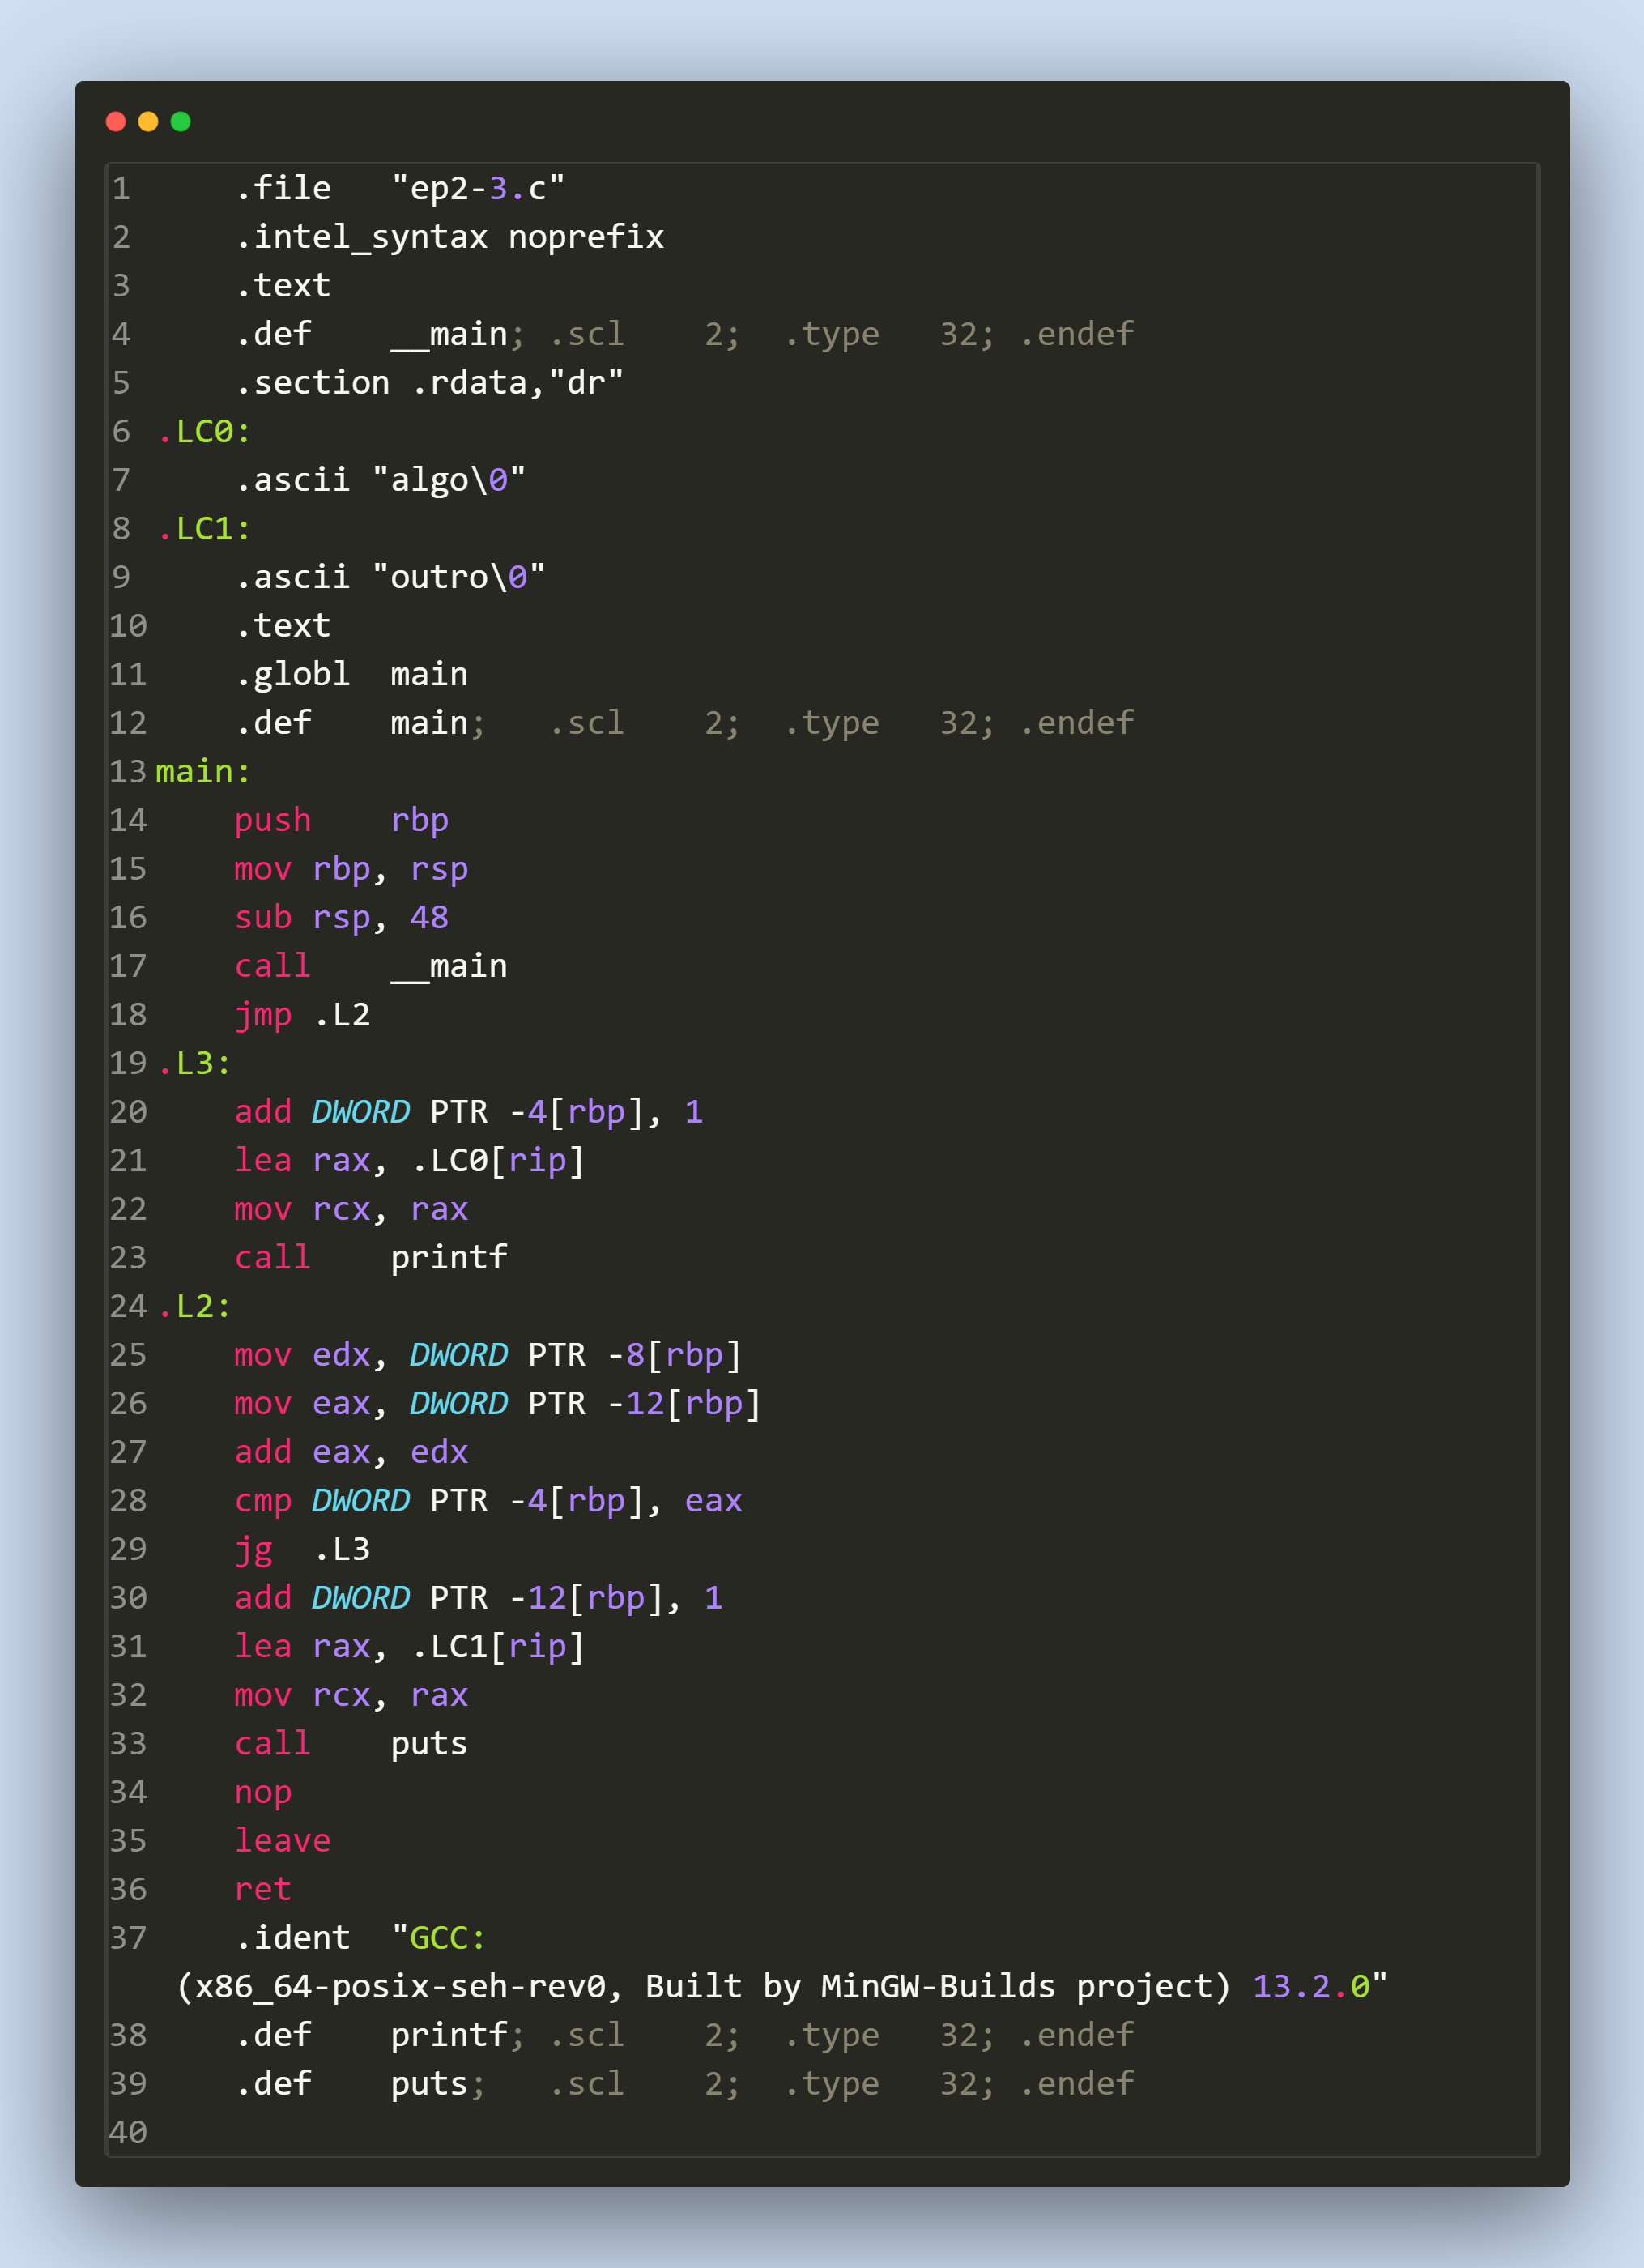 1 .file "ep2-3.c"
2 .intel_syntax noprefix
3 .text
4 .def __main; .scl 2; .type 32; .endef
5 .section .rdata,"dr"
6 .LC0:
7 .ascii "algo\0"
8 .LC1:
9 .ascii "outro\0"
10 .text
11 .globl main
12 .def main; .scl 2; .type 32; .endef
13 main:
14 push rbp
15 mov rbp, rsp
16 sub rsp, 48
17 call __main
18 jmp .L2
19 .L3:
20 add DWORD PTR -4[rbp], 1
21 lea rax, .LC0[rip]
22 mov rcx, rax
23 call printf
24 .L2:
25 mov edx, DWORD PTR -8[rbp]
26 mov eax, DWORD PTR -12[rbp]
27 add eax, edx
28 cmp DWORD PTR -4[rbp], eax
29 jg .L3
30 add DWORD PTR -12[rbp], 1
31 lea rax, .LC1[rip]
32 mov rcx, rax
33 call puts
34 nop
35 leave
36 ret
37 .ident "GCC:
(x86_64-posix-seh-rev0, Built by MinGW-Builds project) 13.2.0"
38 .def printf; .scl 2; .type 32; .endef
39 .def puts; .scl 2; .type 32; .endef
40